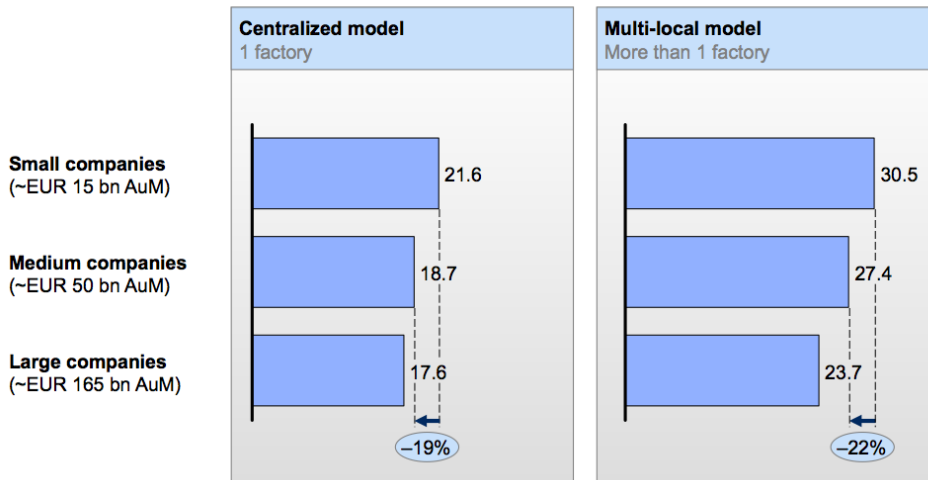 Centralized model
1 factory
Multi-local model
More than 1 factory
Small companies
(~EUR 15 bn AuM)
21.6
30.5
Medium companies
(~EUR 50 bn AuM)
18.7
27.4
Large companies
(~EUR 165 bn AuM)
17.6
23.7
–19%
–22%